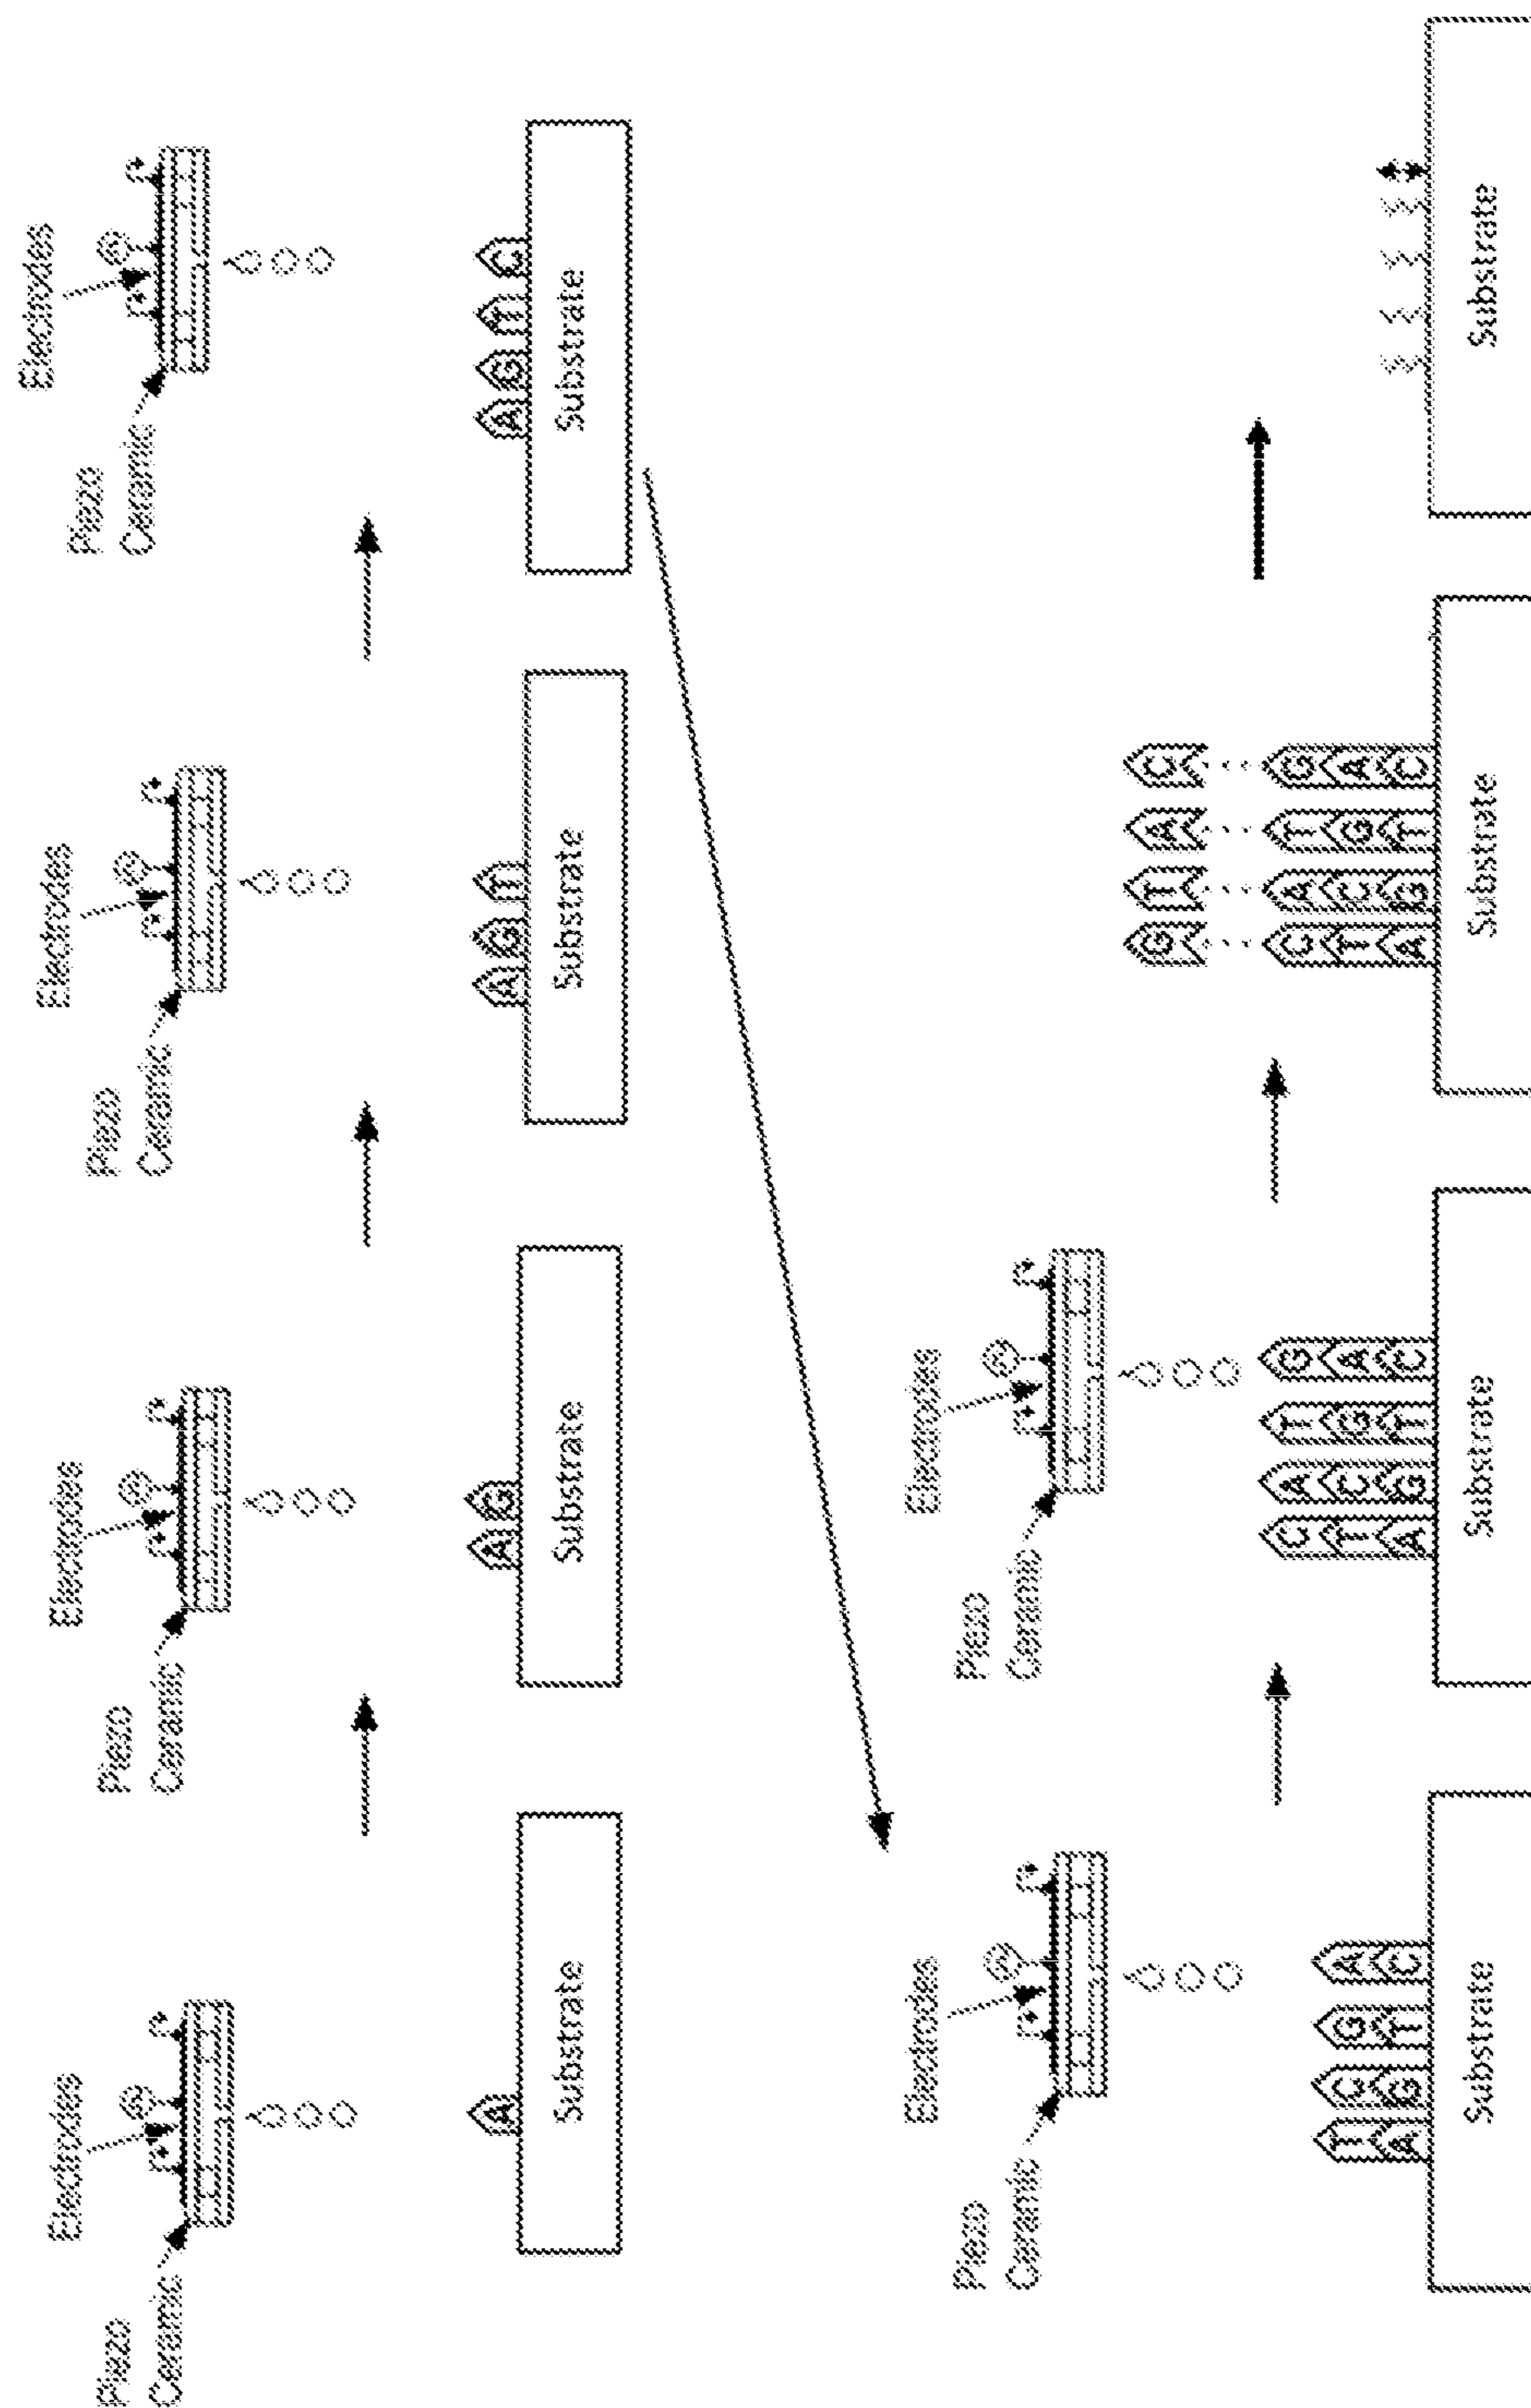 Electrodes
Piezo
Ceramic
A
Substrate
Electrodes
Piezo
Ceramic
A G
Substrate
Electrodes
Piezo
Ceramic
A G T
Substrate
Electrodes
Piezo
Ceramic
A G T C
Substrate
Electrodes
Piezo
Ceramic
T C G A
A G T C
Substrate
Electrodes
Piezo
Ceramic
C A T G
T C G A
A G T C
Substrate
G T A C
C A T G
T C G A
A G T C
Substrate
Substrate